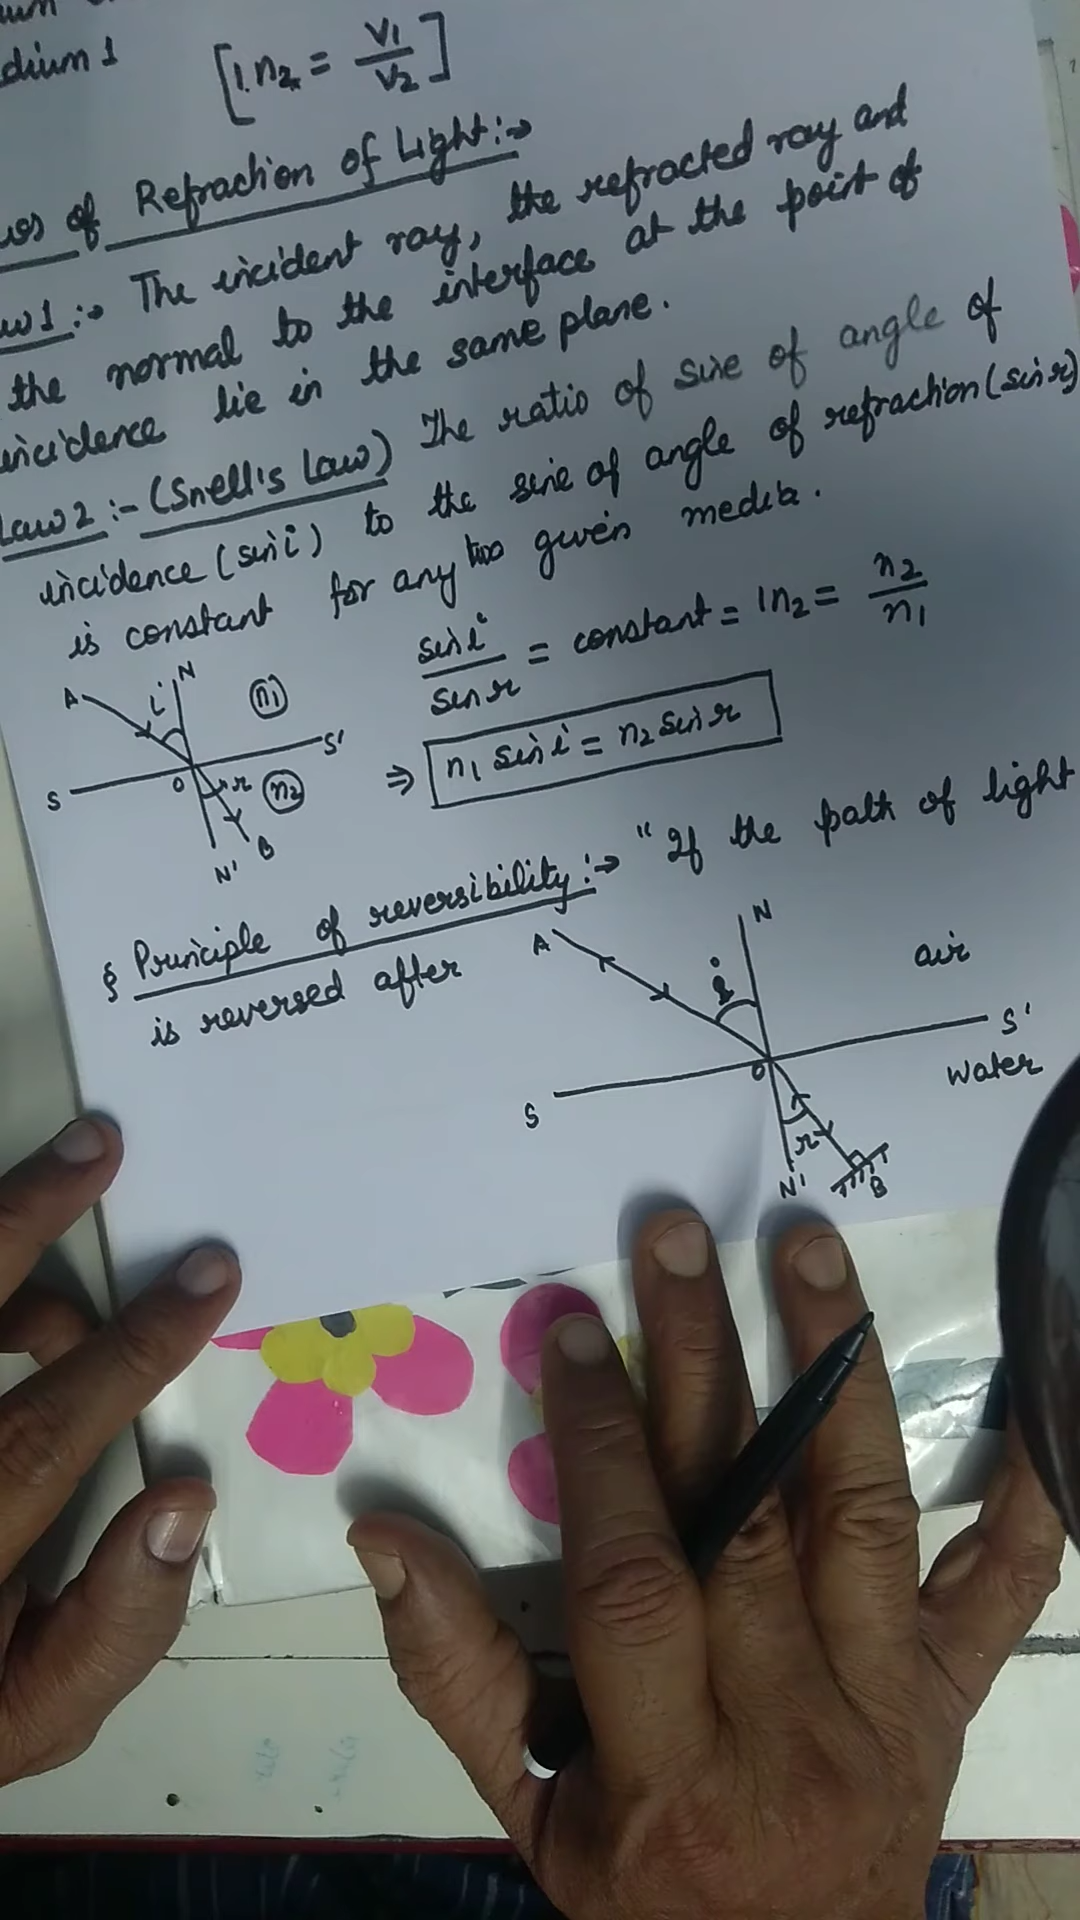 dium 1 [1.n2 = V1/V2]
of Refraction of Light :→
w 1 :→ The incident ray, the refracted ray and
the normal to the interface at the point of
incidence lie in the same plane.
Law 2 :- (Snell's Law) The ratio of sine of angle of
incidence (sin i) to the sine of angle of refraction (sin r)
is constant for any two given media.
sin i / sin r = constant = 1n2 = n2/n1
⇒ n1 sin i = n2 sin r
A i N n1
S O S'
r n2
N' B
§ Principle of reversibility :→ "If the path of light
is reversed after
A N i air
S O S'
water
r
N' B